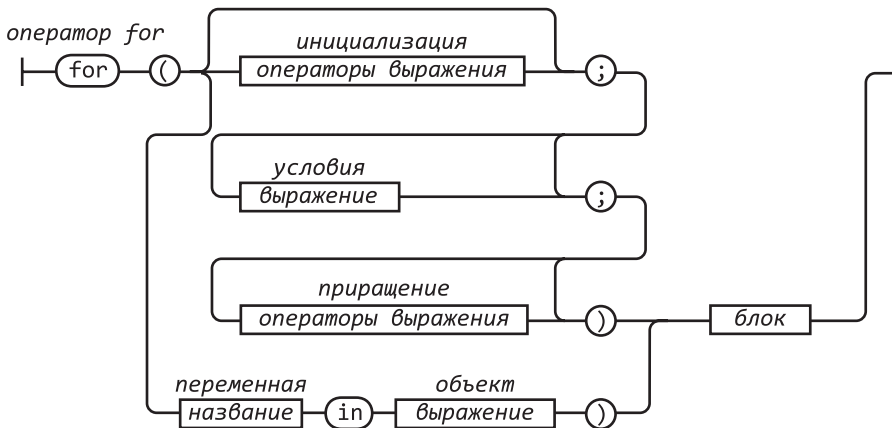 оператор for
инициализация
for ( операторы выражения ;
условия
выражение ;
приращение
операторы выражения ) блок
переменная объект
название in выражение )